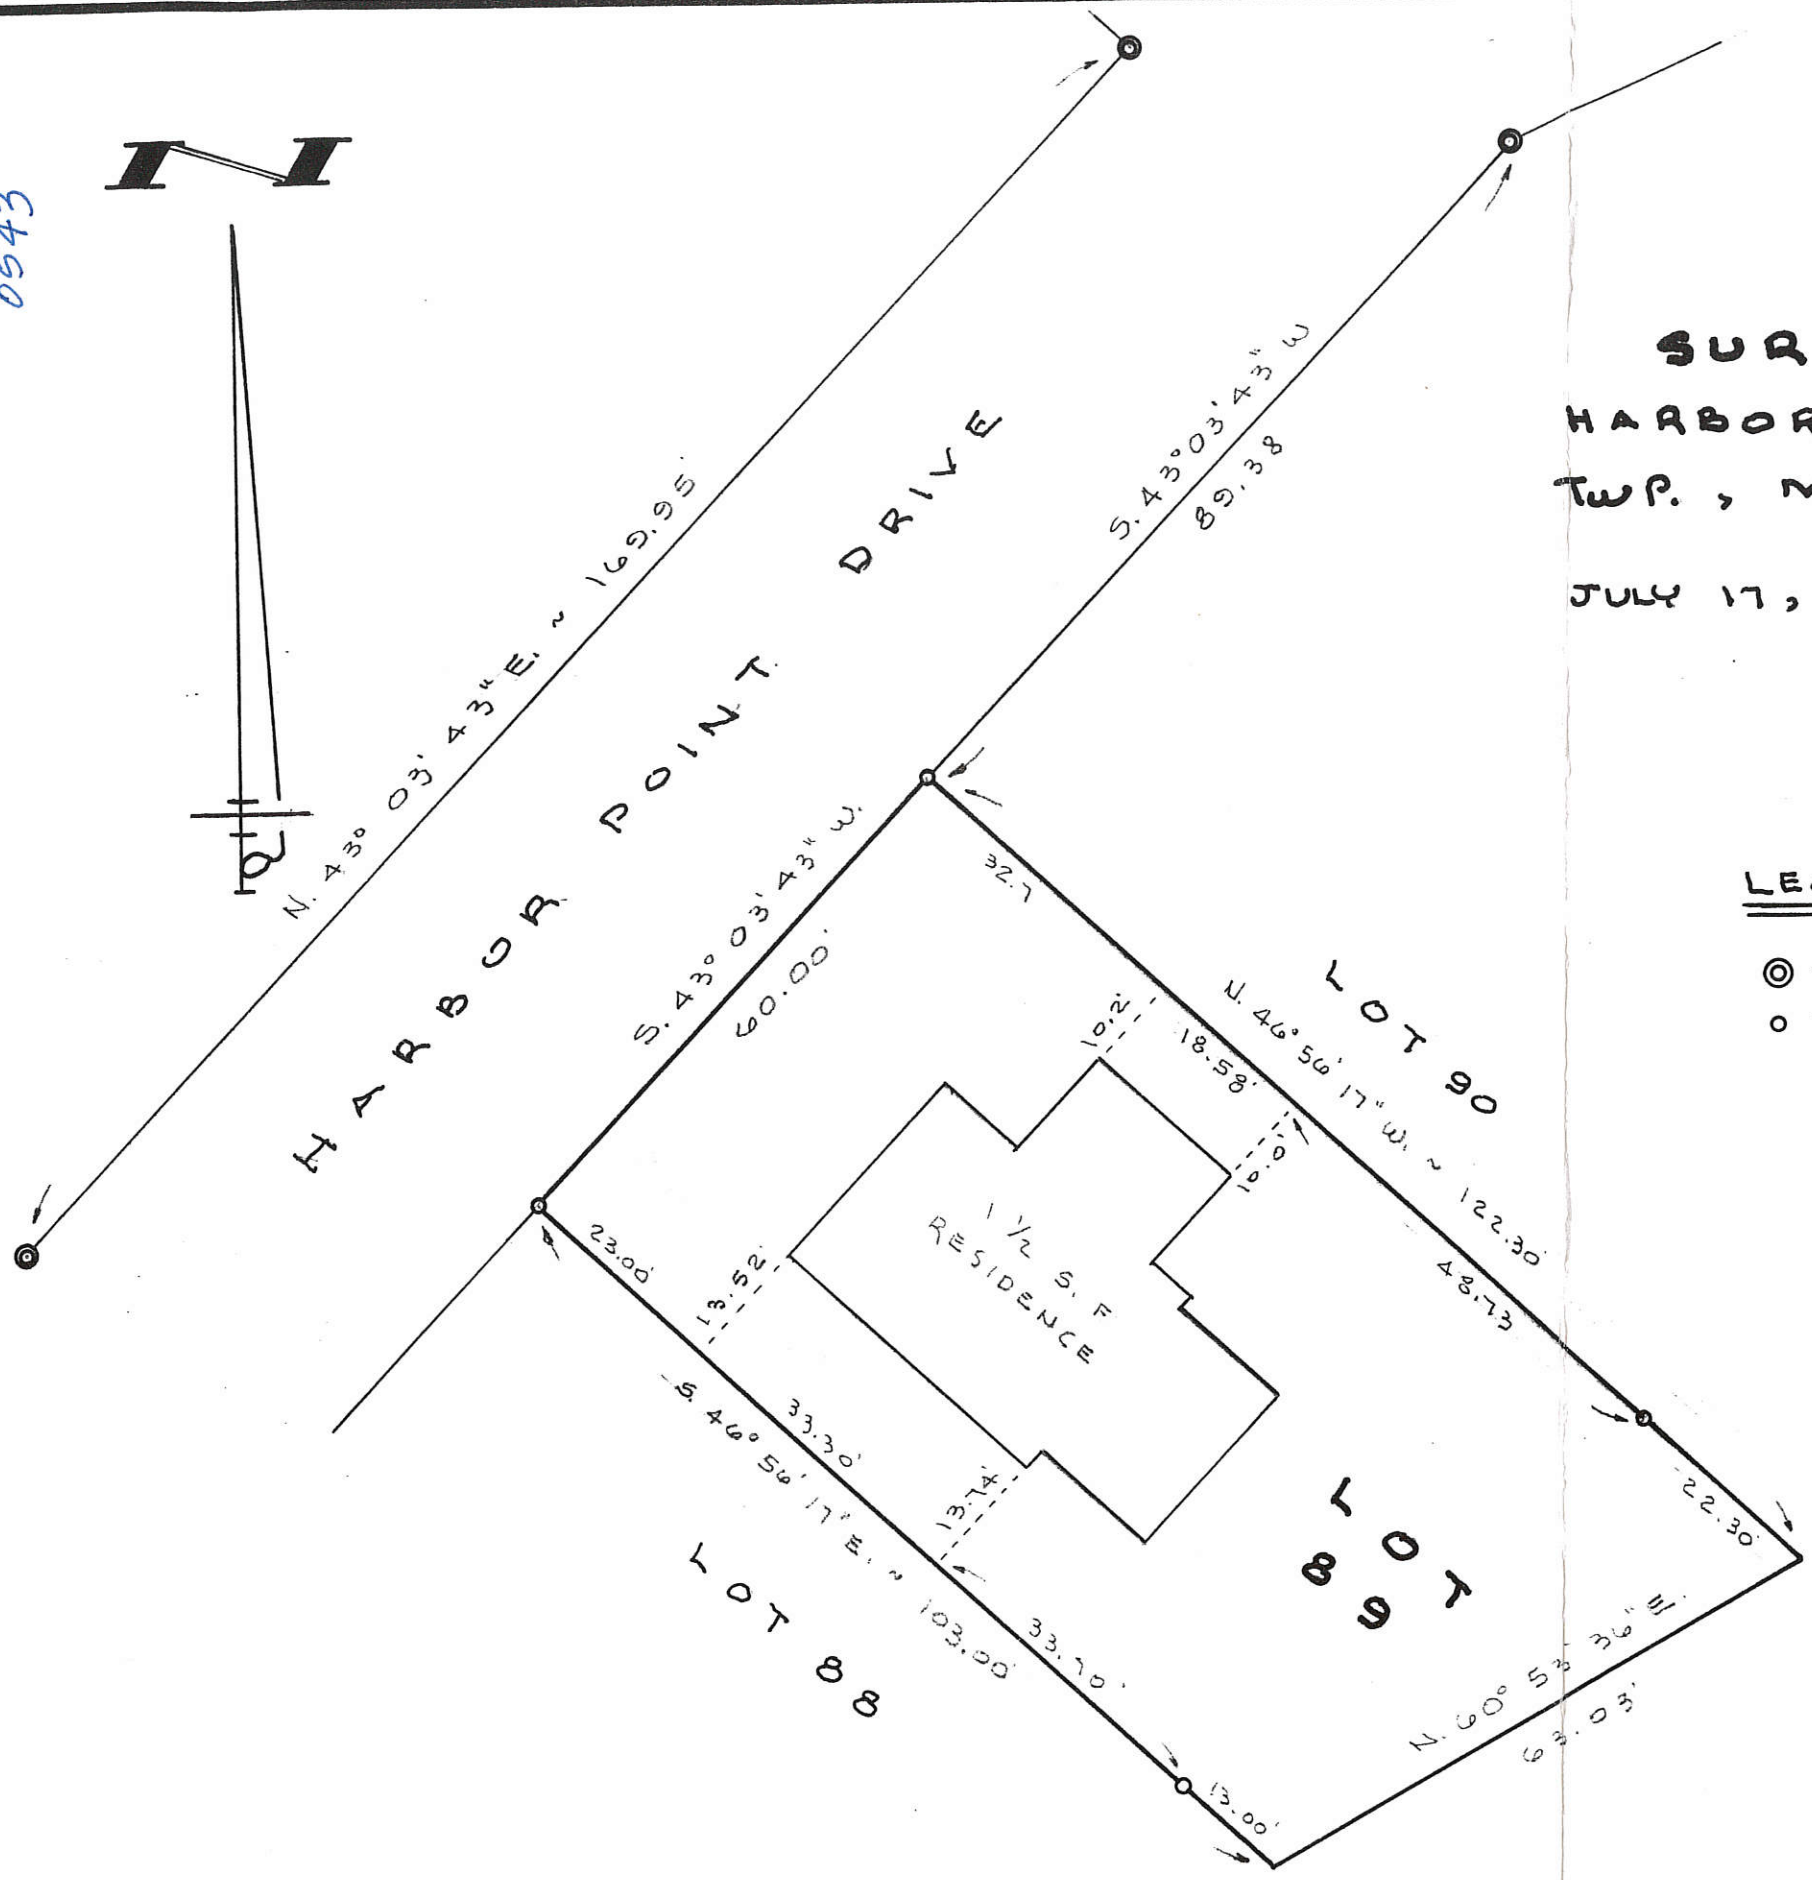 0543
N
N. 43° 03' 43" E. ~ 169.95'
HARBOR POINT DRIVE
S. 43° 03' 43" W
89.38
SUR
HARBOR
TWP. ,
JULY 17,
S. 43° 03' 43" W.
60.00'
LE
32.7
10.2'
18.58'
10.0'
N. 46° 56' 17" W. ~ 122.30'
48.73
22.30'
LOT 90
23.00'
13.52'
1 1/2 S. F
RESIDENCE
33.30'
13.74'
S. 46° 56' 17" E. ~ 103.00'
33.70'
13.00'
LOT 88
LOT
89
N. 60° 53' 36" E.
63.03'